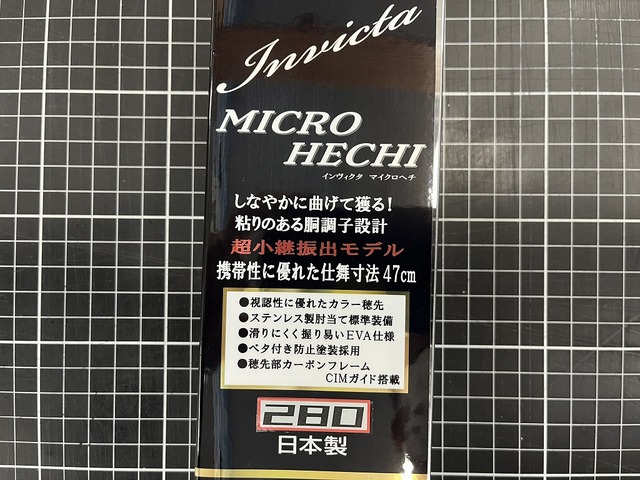 Invicta
MICRO
HECHI
インヴィクタ マイクロヘチ
しなやかに曲げて獲る!
粘りのある胴調子設計
超小継振出モデル
携帯性に優れた仕舞寸法47cm
●視認性に優れたカラー穂先
●ステンレス製肘当て標準装備
●滑りにくく握り易いEVA仕様
●ベタ付き防止塗装採用
●穂先部カーボンフレーム
CIMガイド搭載
280
日本製